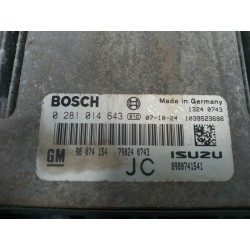 BOSCH Made in Germany
1324 0743
0 281 014 643 810 07-10-24 1039S23686
GM 98 074 154 79824 0743 ISUZU
JC 8980741541